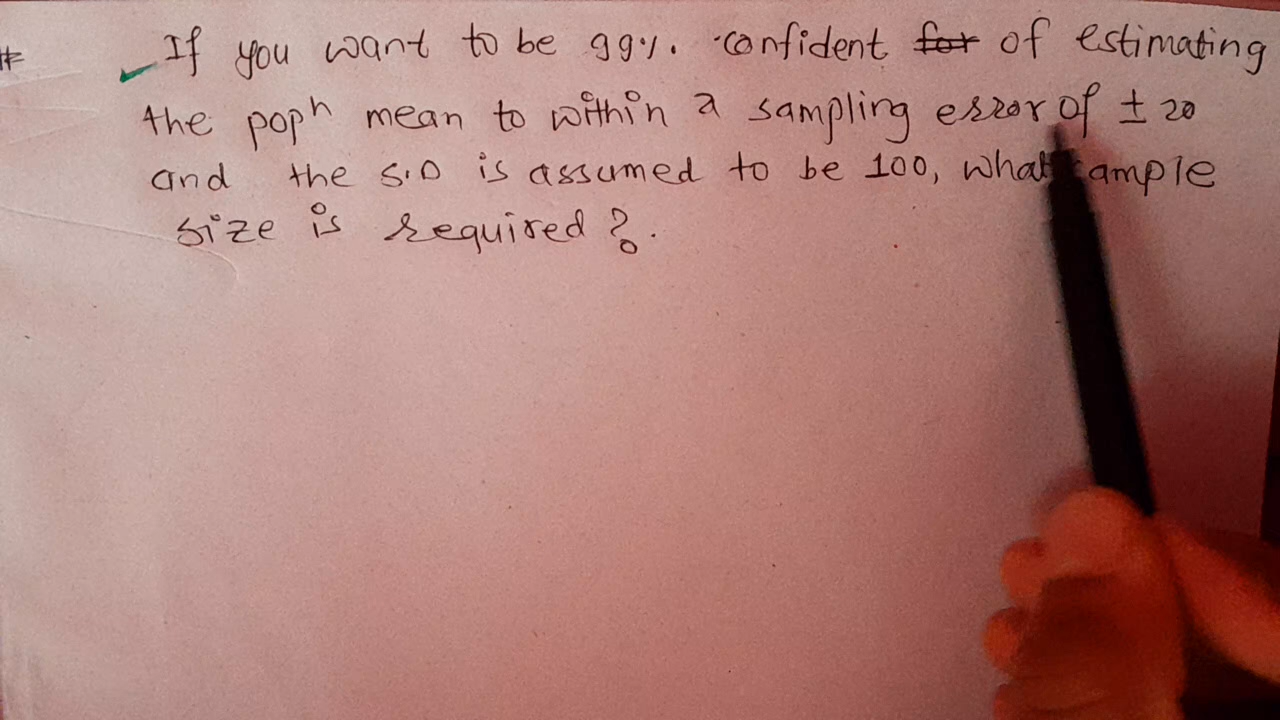 # If you want to be 99%. confident for of estimating
the popn mean to within a sampling error of ± 20
and the S.D is assumed to be 100, what sample
size is required ?.